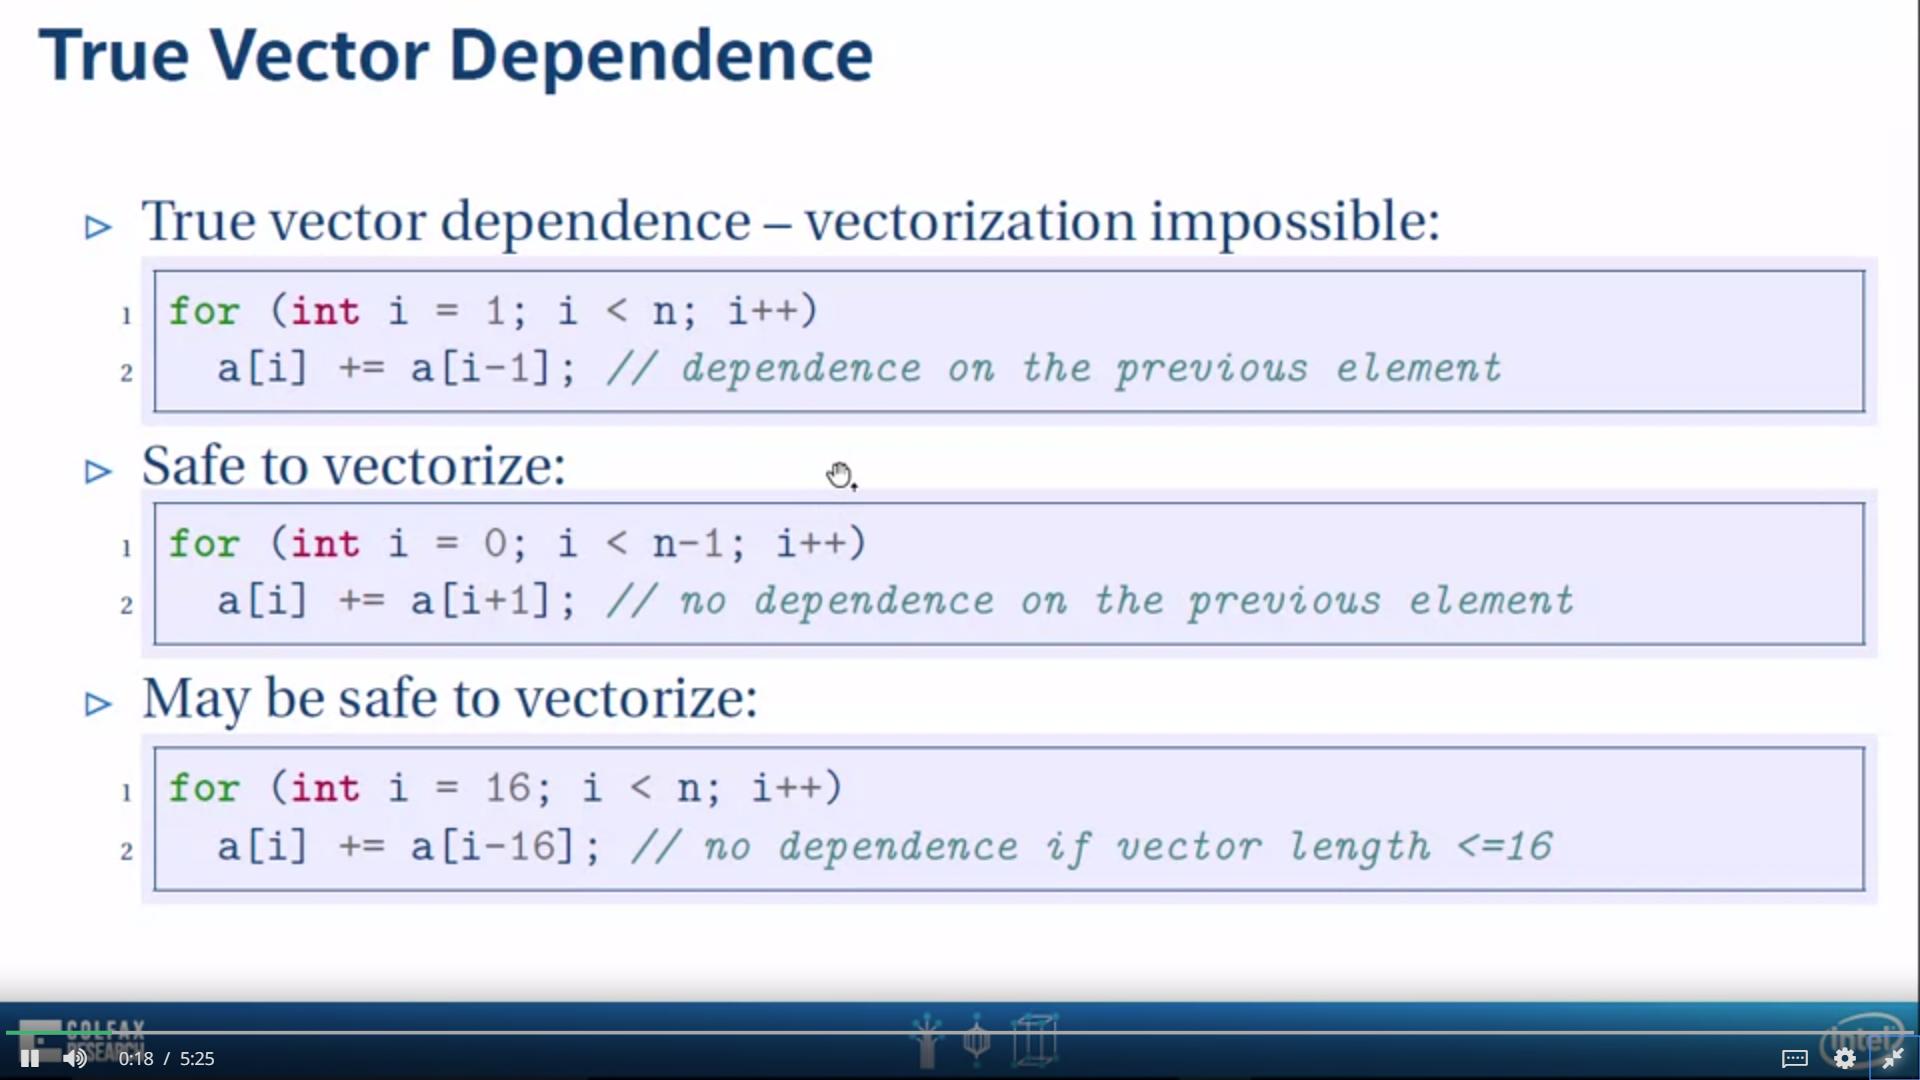 True Vector Dependence
▷ True vector dependence – vectorization impossible:
1 for (int i = 1; i < n; i++)
2 a[i] += a[i-1]; // dependence on the previous element
▷ Safe to vectorize:
1 for (int i = 0; i < n-1; i++)
2 a[i] += a[i+1]; // no dependence on the previous element
▷ May be safe to vectorize:
1 for (int i = 16; i < n; i++)
2 a[i] += a[i-16]; // no dependence if vector length <=16
COLFAX
RESEARCH
intel
0:18 / 5:25